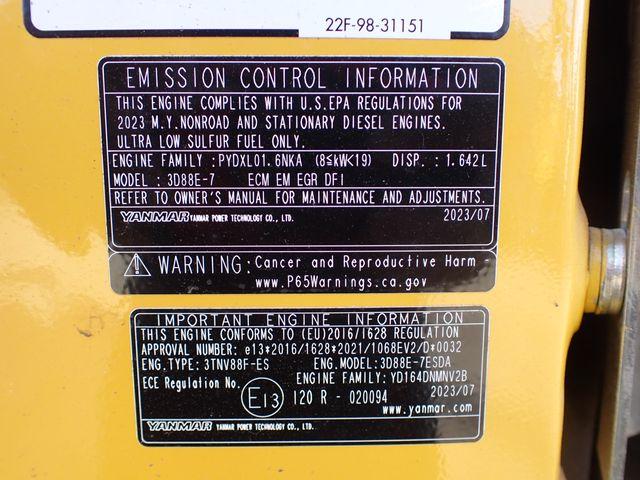 22F-98-31151
EMISSION CONTROL INFORMATION
THIS ENGINE COMPLIES WITH U.S.EPA REGULATIONS FOR
2023 M.Y.NONROAD AND STATIONARY DIESEL ENGINES.
ULTRA LOW SULFUR FUEL ONLY.
ENGINE FAMILY :PYDXL01.6NKA (8≤kW<19) DISP. : 1.642L
MODEL : 3D88E-7 ECM EM EGR DFI
REFER TO OWNER'S MANUAL FOR MAINTENANCE AND ADJUSTMENTS.
YANMAR YANMAR POWER TECHNOLOGY CO., LTD. 2023/07
WARNING: Cancer and Reproductive Harm -
www.P65Warnings.ca.gov
IMPORTANT ENGINE INFORMATION
THIS ENGINE CONFORMS TO (EU)2016/1628 REGULATION
APPROVAL NUMBER: e13*2016/1628*2021/1068EV2/D*0032
ENG.TYPE:3TNV88F-ES ENG.MODEL:3D88E-7ESDA
ENGINE FAMILY:YD164DNMNV2B
ECE Regulation No. E13 120 R - 020094 2023/07
www.yanmar.com
YANMAR YANMAR POWER TECHNOLOGY CO., LTD.